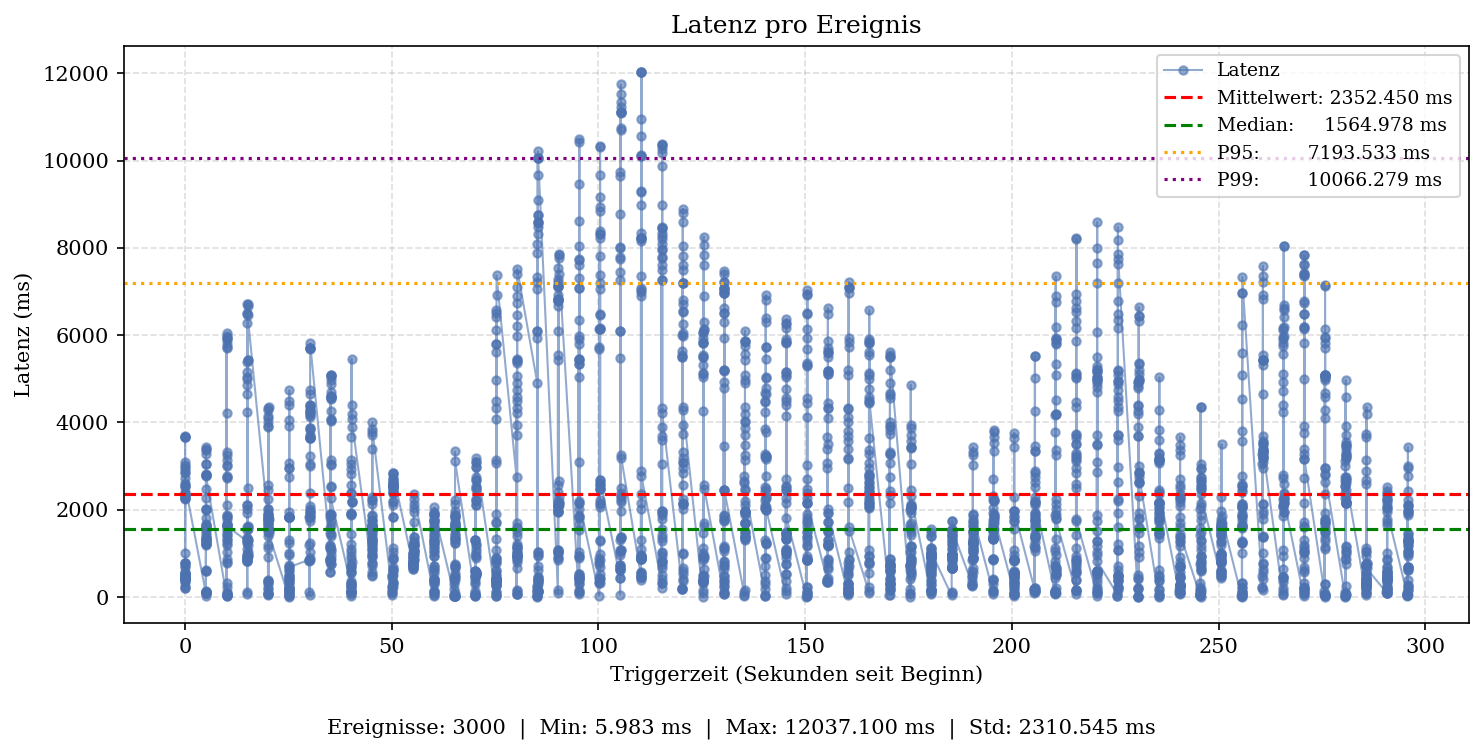 Latenz pro Ereignis
Latenz (ms)
12000
10000
8000
6000
4000
2000
0
Latenz
Mittelwert: 2352.450 ms
Median: 1564.978 ms
P95: 7193.533 ms
P99: 10066.279 ms
0 50 100 150 200 250 300
Triggerzeit (Sekunden seit Beginn)
Ereignisse: 3000 | Min: 5.983 ms | Max: 12037.100 ms | Std: 2310.545 ms